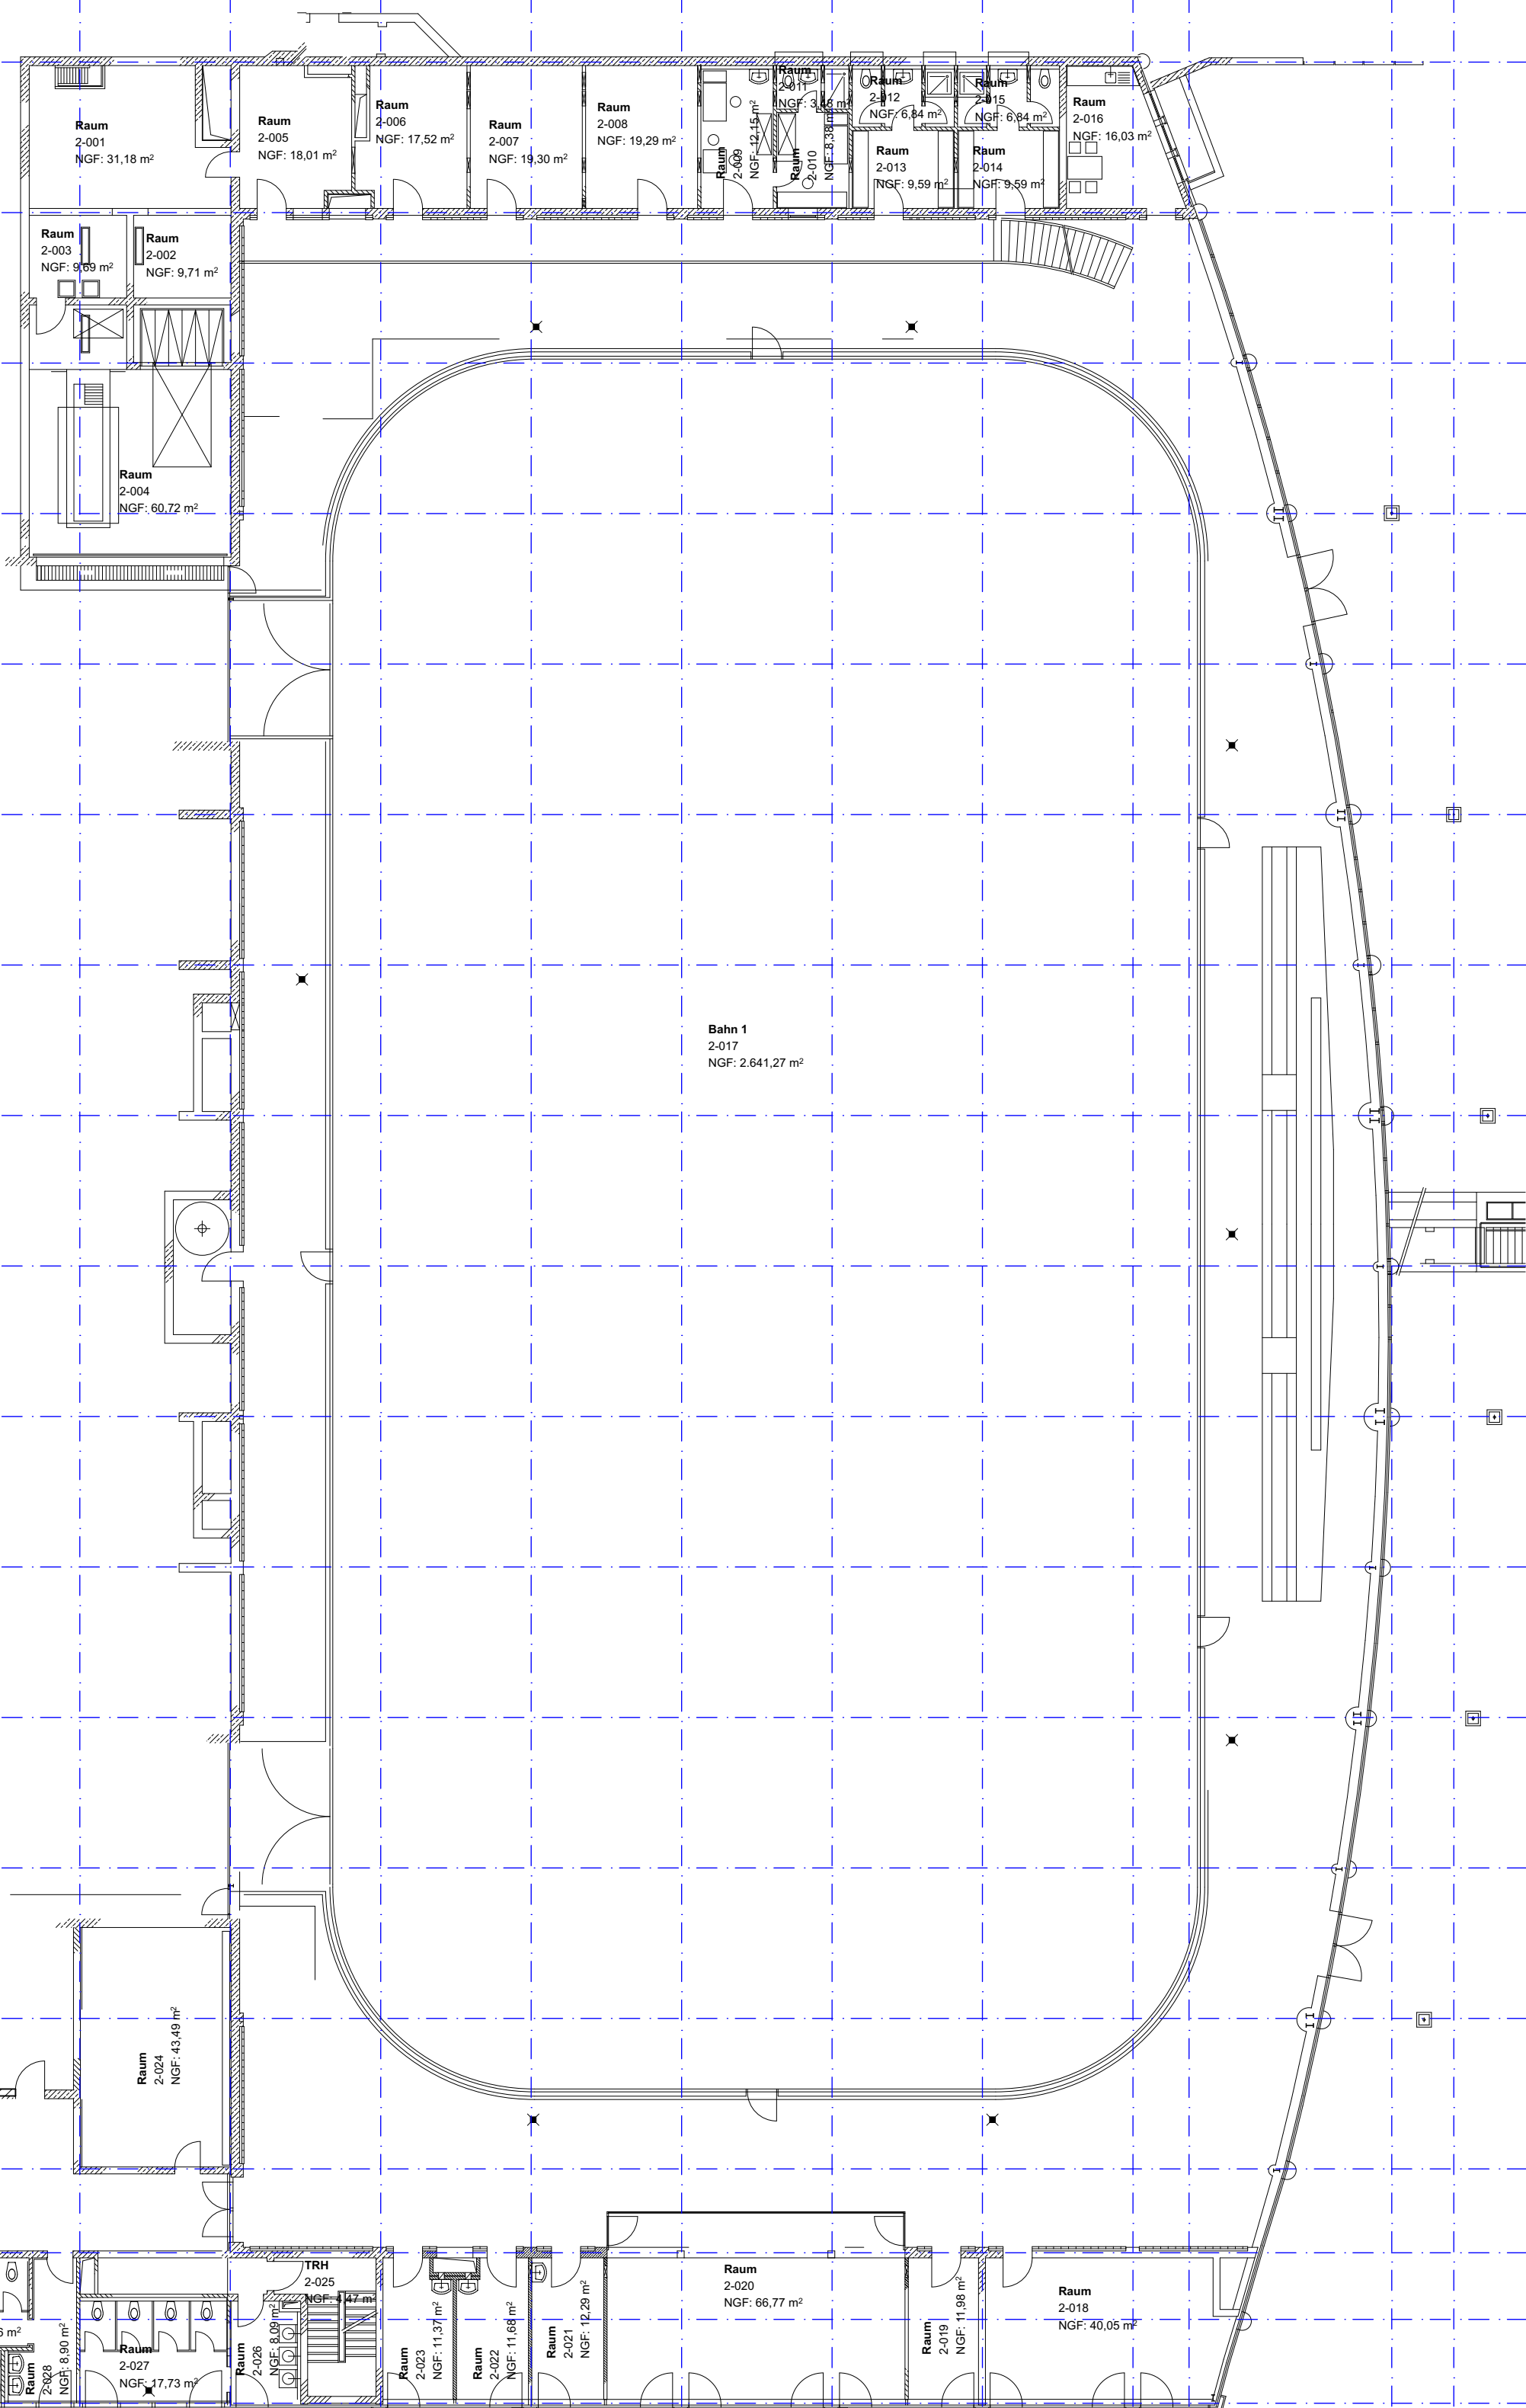 Raum
2-001
NGF: 31,18 m²
Raum
2-005
NGF: 18,01 m²
Raum
2-006
NGF: 17,52 m²
Raum
2-007
NGF: 19,30 m²
Raum
2-008
NGF: 19,29 m²
Raum
2-009
NGF: 12,15 m²
Raum
2-010
NGF: 8,38 m²
Raum
2-011
Raum
2-012
NGF: 6,84 m²
Raum
2-015
NGF: 6,84 m²
Raum
2-016
NGF: 16,03 m²
Raum
2-013
NGF: 9,59 m²
Raum
2-014
NGF: 9,59 m²
Raum
2-003
NGF: 9,69 m²
Raum
2-002
NGF: 9,71 m²
Raum
2-004
NGF: 60,72 m²
Bahn 1
2-017
NGF: 2.641,27 m²
Raum
2-024
NGF: 43,49 m²
TRH
2-025
NGF: 4,47 m²
Raum
2-020
NGF: 66,77 m²
Raum
2-018
NGF: 40,05 m²
Raum
2-019
NGF: 11,98 m²
Raum
2-021
NGF: 12,29 m²
Raum
2-022
NGF: 11,68 m²
Raum
2-023
NGF: 11,37 m²
Raum
2-026
NGF: 8,09 m²
Raum
2-027
NGF: 17,73 m²
Raum
2-028
NGF: 8,90 m²
m²